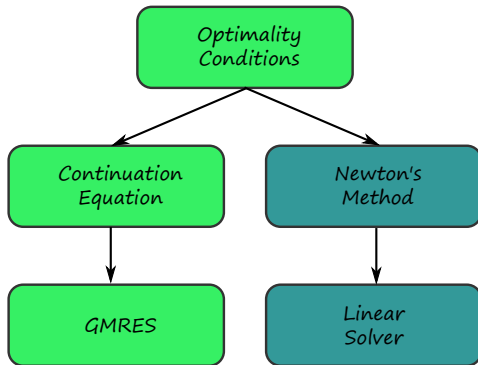 Optimality
Conditions
Continuation
Equation
Newton's
Method
GMRES
Linear
Solver